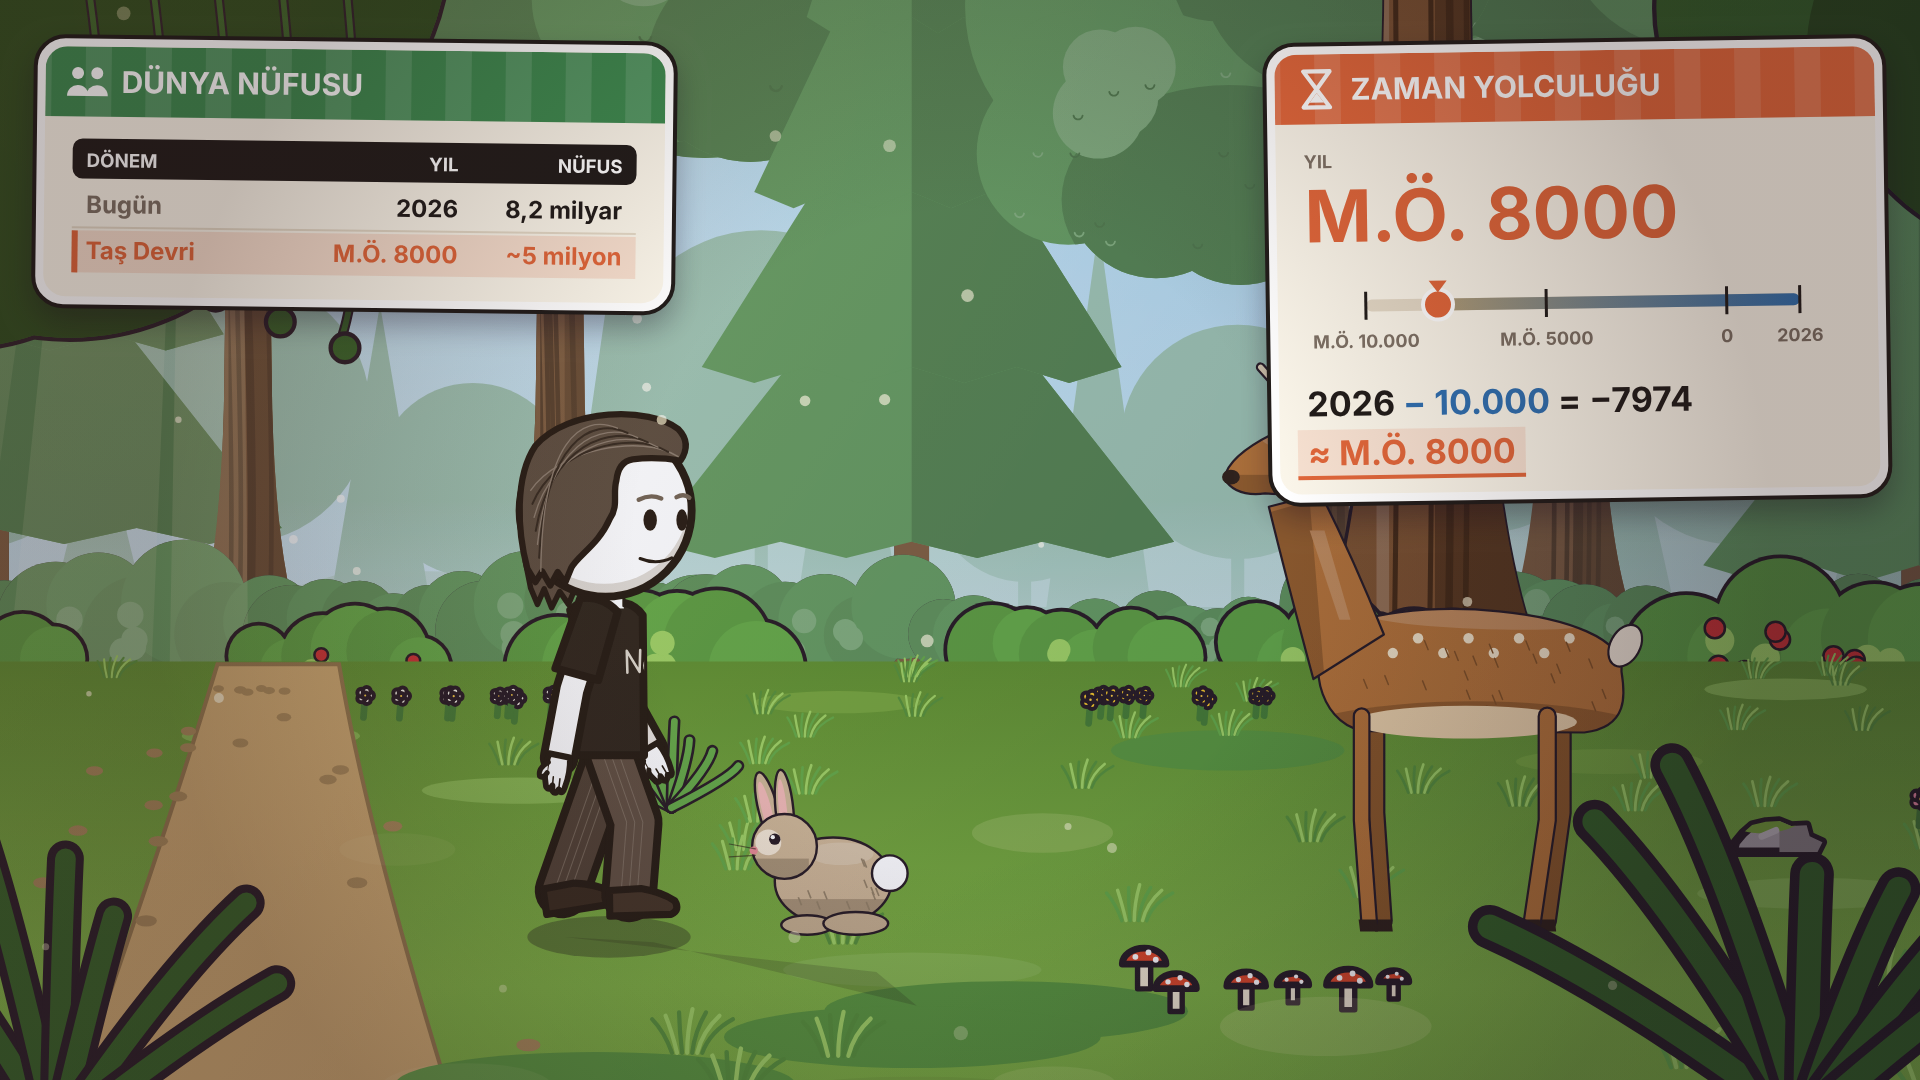 DÜNYA NÜFUSU
DÖNEM YIL NÜFUS
Bugün 2026 8,2 milyar
Taş Devri M.Ö. 8000 ~5 milyon
ZAMAN YOLCULUĞU
YIL
M.Ö. 8000
M.Ö. 10.000 M.Ö. 5000 0 2026
2026 − 10.000 = −7974
≈ M.Ö. 8000